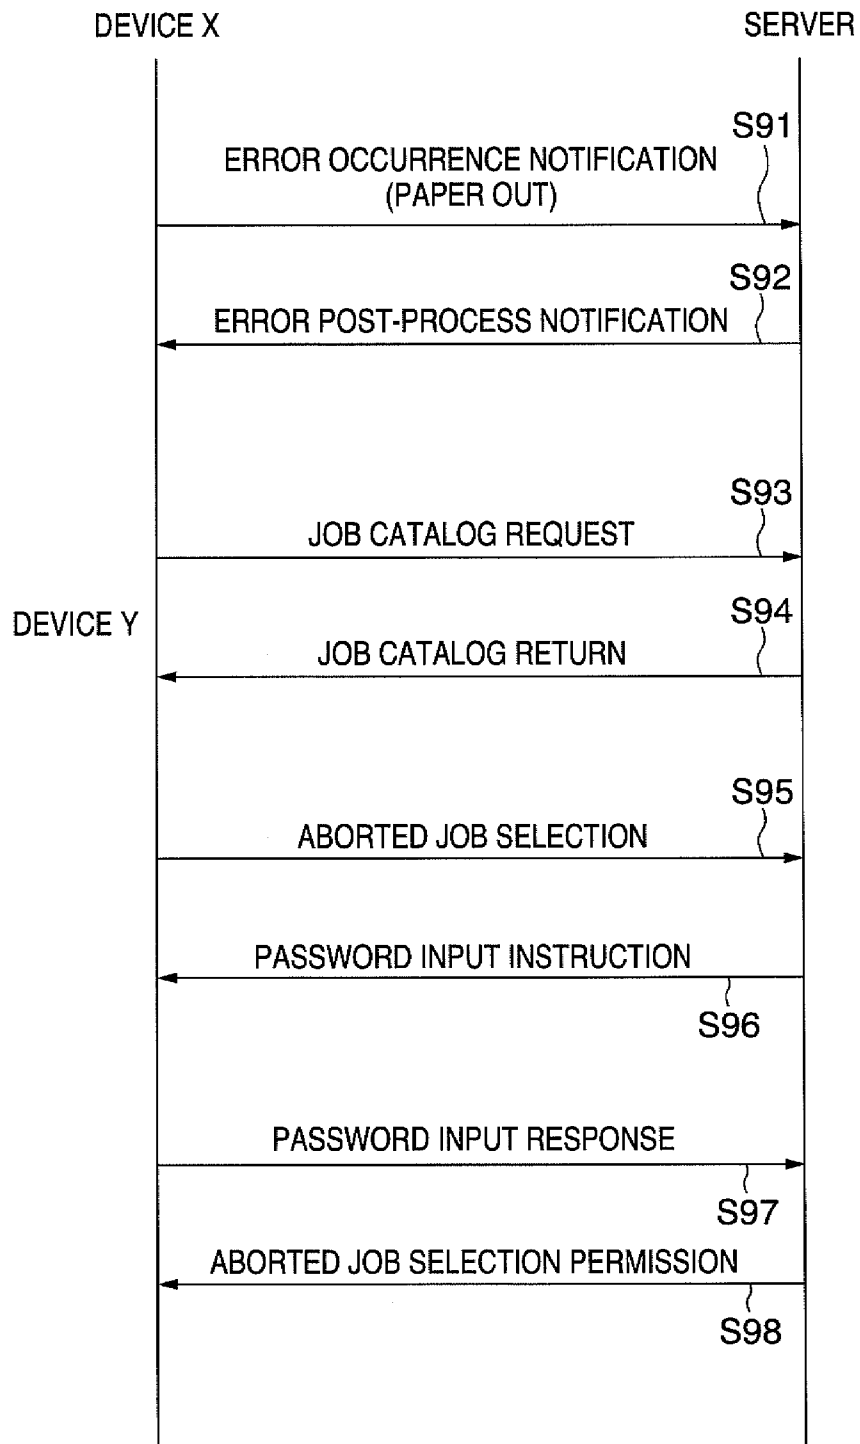 DEVICE X
SERVER
S91
ERROR OCCURRENCE NOTIFICATION
(PAPER OUT)
S92
ERROR POST-PROCESS NOTIFICATION
S93
JOB CATALOG REQUEST
DEVICE Y
S94
JOB CATALOG RETURN
S95
ABORTED JOB SELECTION
PASSWORD INPUT INSTRUCTION
S96
PASSWORD INPUT RESPONSE
S97
ABORTED JOB SELECTION PERMISSION
S98